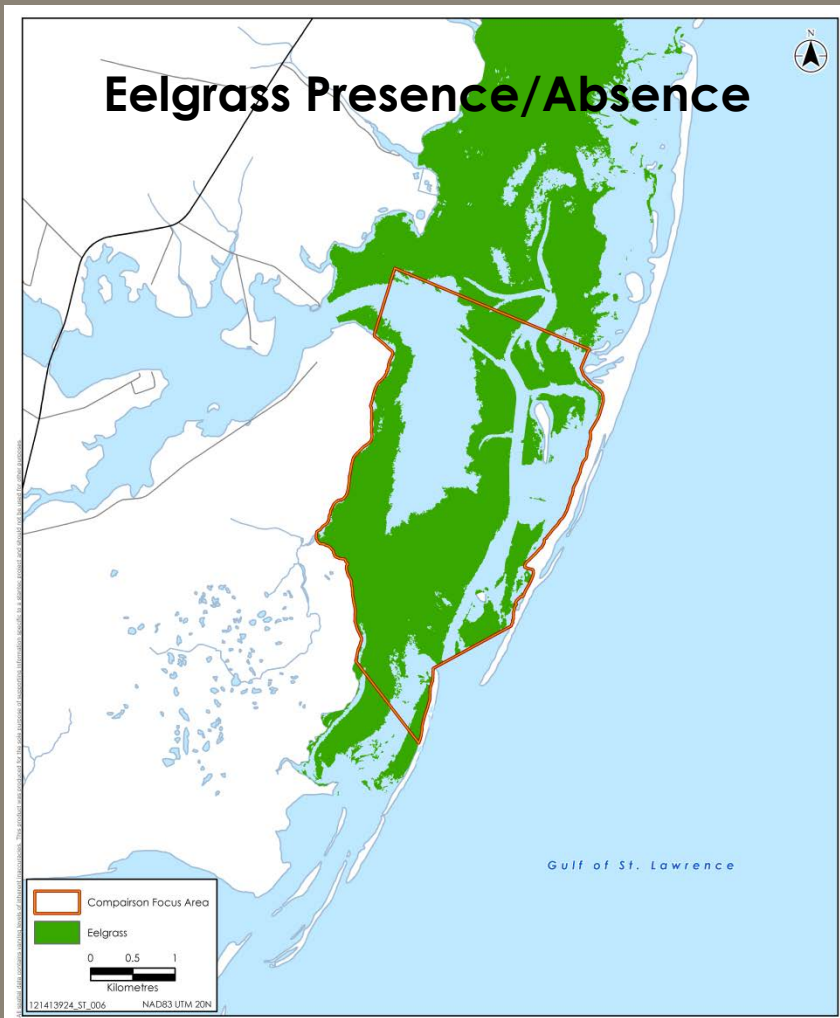 Eelgrass Presence/Absence
N
Gulf of St. Lawrence
Compairson Focus Area
Eelgrass
0 0.5 1
Kilometres
121413924_ST_006 NAD83 UTM 20N